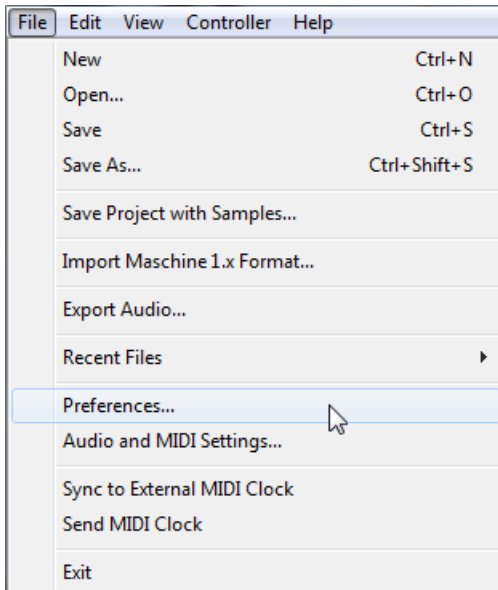 File Edit View Controller Help
New Ctrl+N
Open... Ctrl+O
Save Ctrl+S
Save As... Ctrl+Shift+S
Save Project with Samples...
Import Maschine 1.x Format...
Export Audio...
Recent Files
Preferences...
Audio and MIDI Settings...
Sync to External MIDI Clock
Send MIDI Clock
Exit